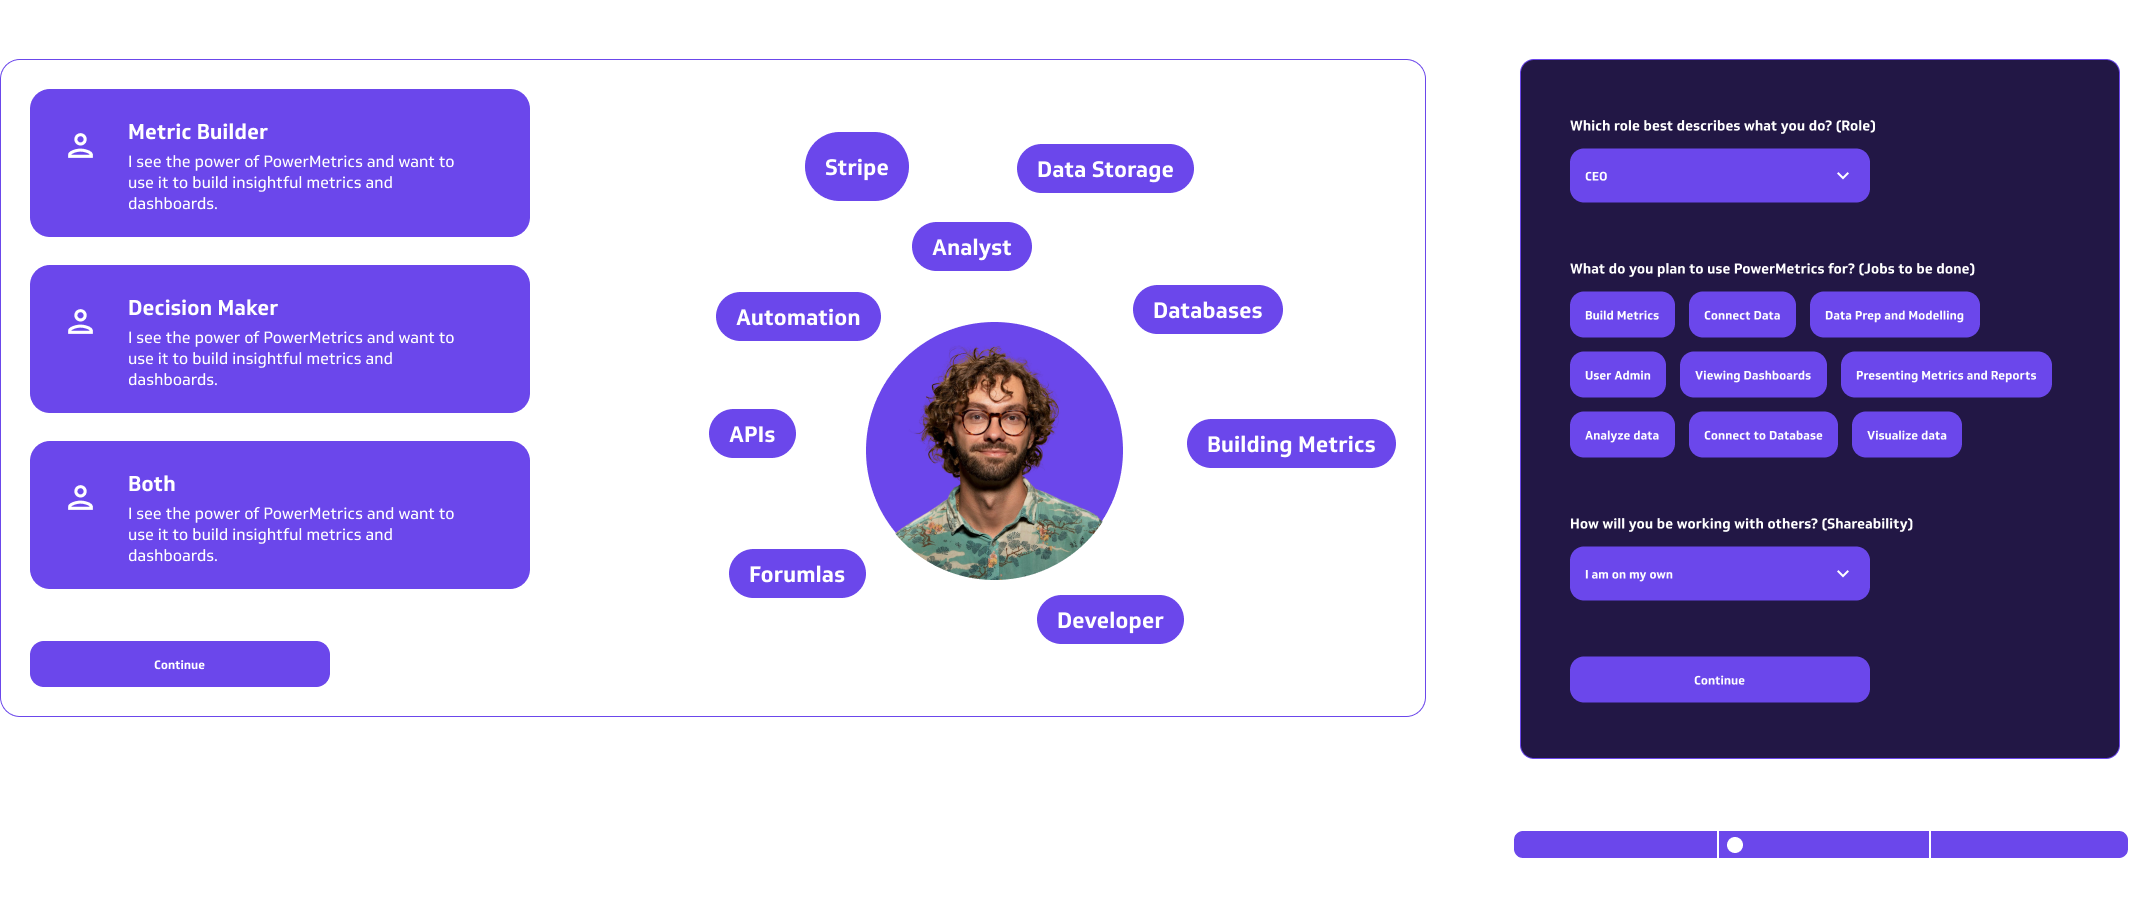 Metric Builder
I see the power of PowerMetrics and want to
use it to build insightful metrics and
dashboards.
Decision Maker
I see the power of PowerMetrics and want to
use it to build insightful metrics and
dashboards.
Both
I see the power of PowerMetrics and want to
use it to build insightful metrics and
dashboards.
Continue
Stripe
Data Storage
Analyst
Automation
Databases
APIs
Building Metrics
Forumlas
Developer
Which role best describes what you do? (Role)
CEO
What do you plan to use PowerMetrics for? (Jobs to be done)
Build Metrics
Connect Data
Data Prep and Modelling
User Admin
Viewing Dashboards
Presenting Metrics and Reports
Analyze data
Connect to Database
Visualize data
How will you be working with others? (Shareability)
I am on my own
Continue